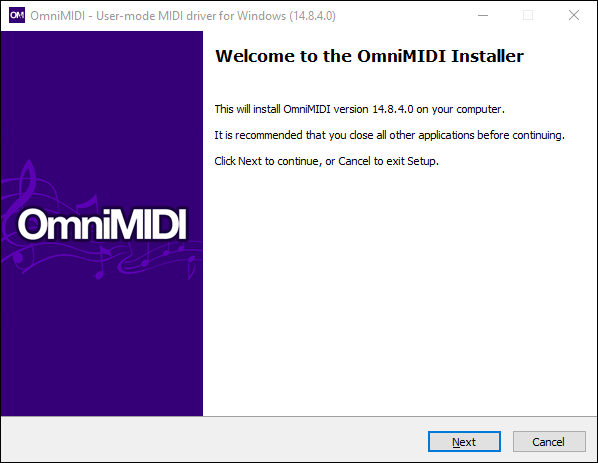 OM OmniMIDI - User-mode MIDI driver for Windows (14.8.4.0)
Welcome to the OmniMIDI Installer
This will install OmniMIDI version 14.8.4.0 on your computer.
It is recommended that you close all other applications before continuing.
Click Next to continue, or Cancel to exit Setup.
OmniMIDI
Next Cancel